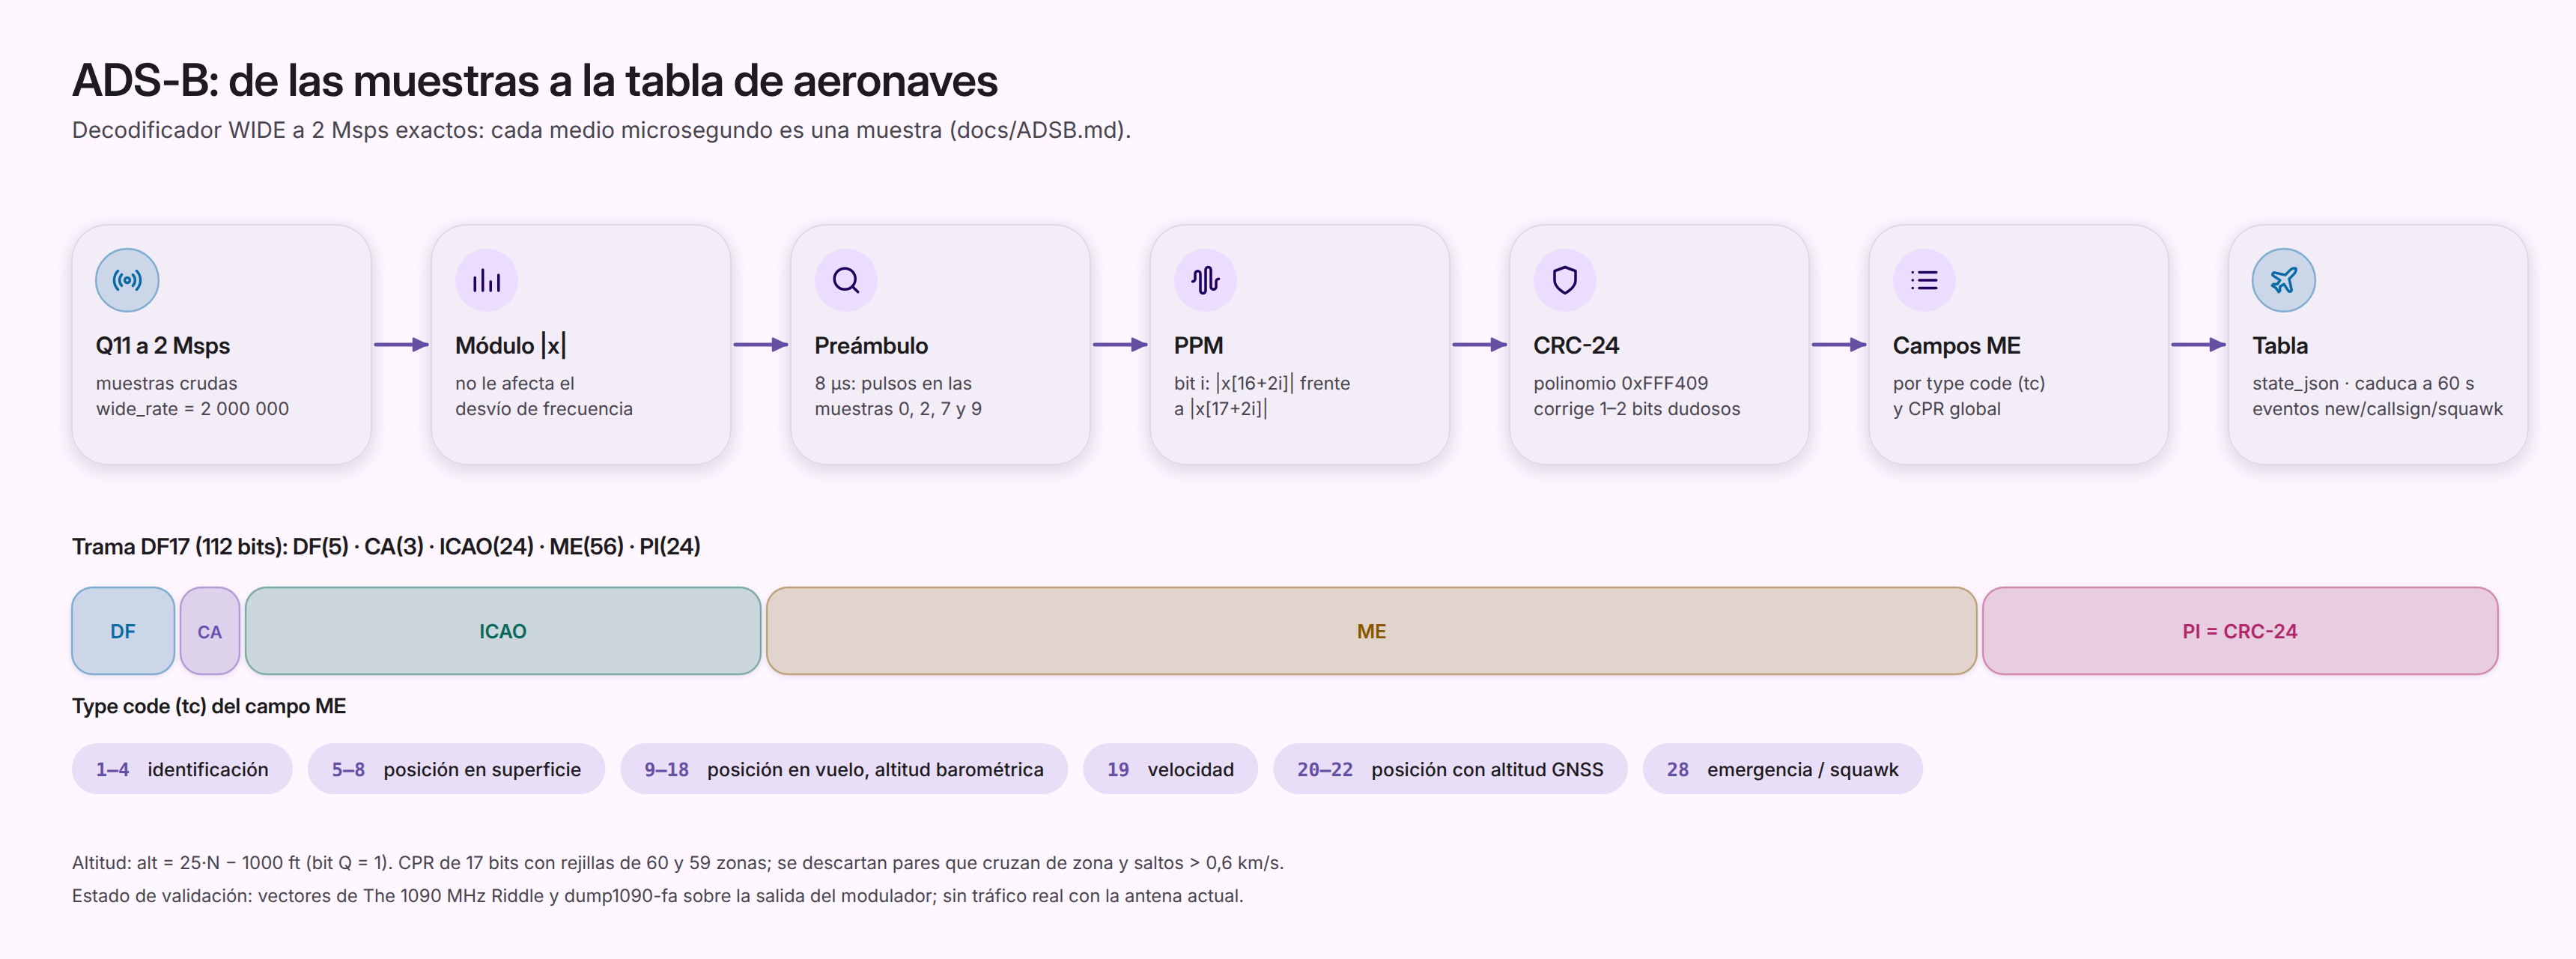 ADS-B: de las muestras a la tabla de aeronaves
Decodificador WIDE a 2 Msps exactos: cada medio microsegundo es una muestra (docs/ADSB.md).
Q11 a 2 Msps
muestras crudas
wide_rate = 2 000 000
Módulo |x|
no le afecta el
desvío de frecuencia
Preámbulo
8 µs: pulsos en las
muestras 0, 2, 7 y 9
PPM
bit i: |x[16+2i]| frente
a |x[17+2i]|
CRC-24
polinomio 0xFFF409
corrige 1–2 bits dudosos
Campos ME
por type code (tc)
y CPR global
Tabla
state_json · caduca a 60 s
eventos new/callsign/squawk
Trama DF17 (112 bits): DF(5) · CA(3) · ICAO(24) · ME(56) · PI(24)
DF
CA
ICAO
ME
PI = CRC-24
Type code (tc) del campo ME
1–4 identificación
5–8 posición en superficie
9–18 posición en vuelo, altitud barométrica
19 velocidad
20–22 posición con altitud GNSS
28 emergencia / squawk
Altitud: alt = 25·N − 1000 ft (bit Q = 1). CPR de 17 bits con rejillas de 60 y 59 zonas; se descartan pares que cruzan de zona y saltos > 0,6 km/s.
Estado de validación: vectores de The 1090 MHz Riddle y dump1090-fa sobre la salida del modulador; sin tráfico real con la antena actual.